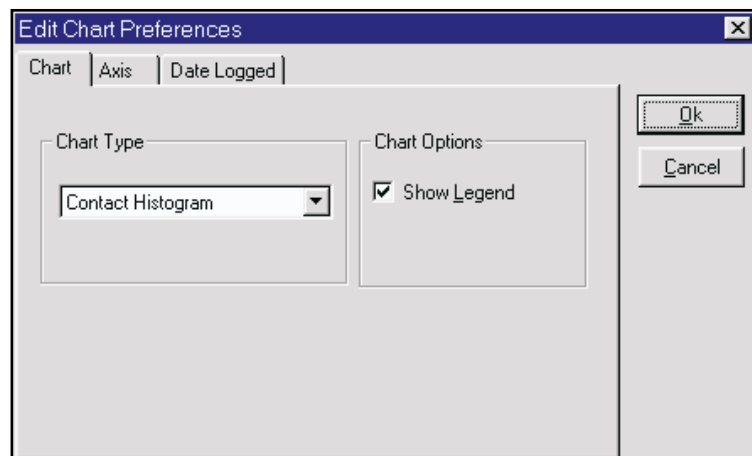 Edit Chart Preferences
Chart Axis Date Logged
Ok
Cancel
Chart Type
Contact Histogram
Chart Options
Show Legend